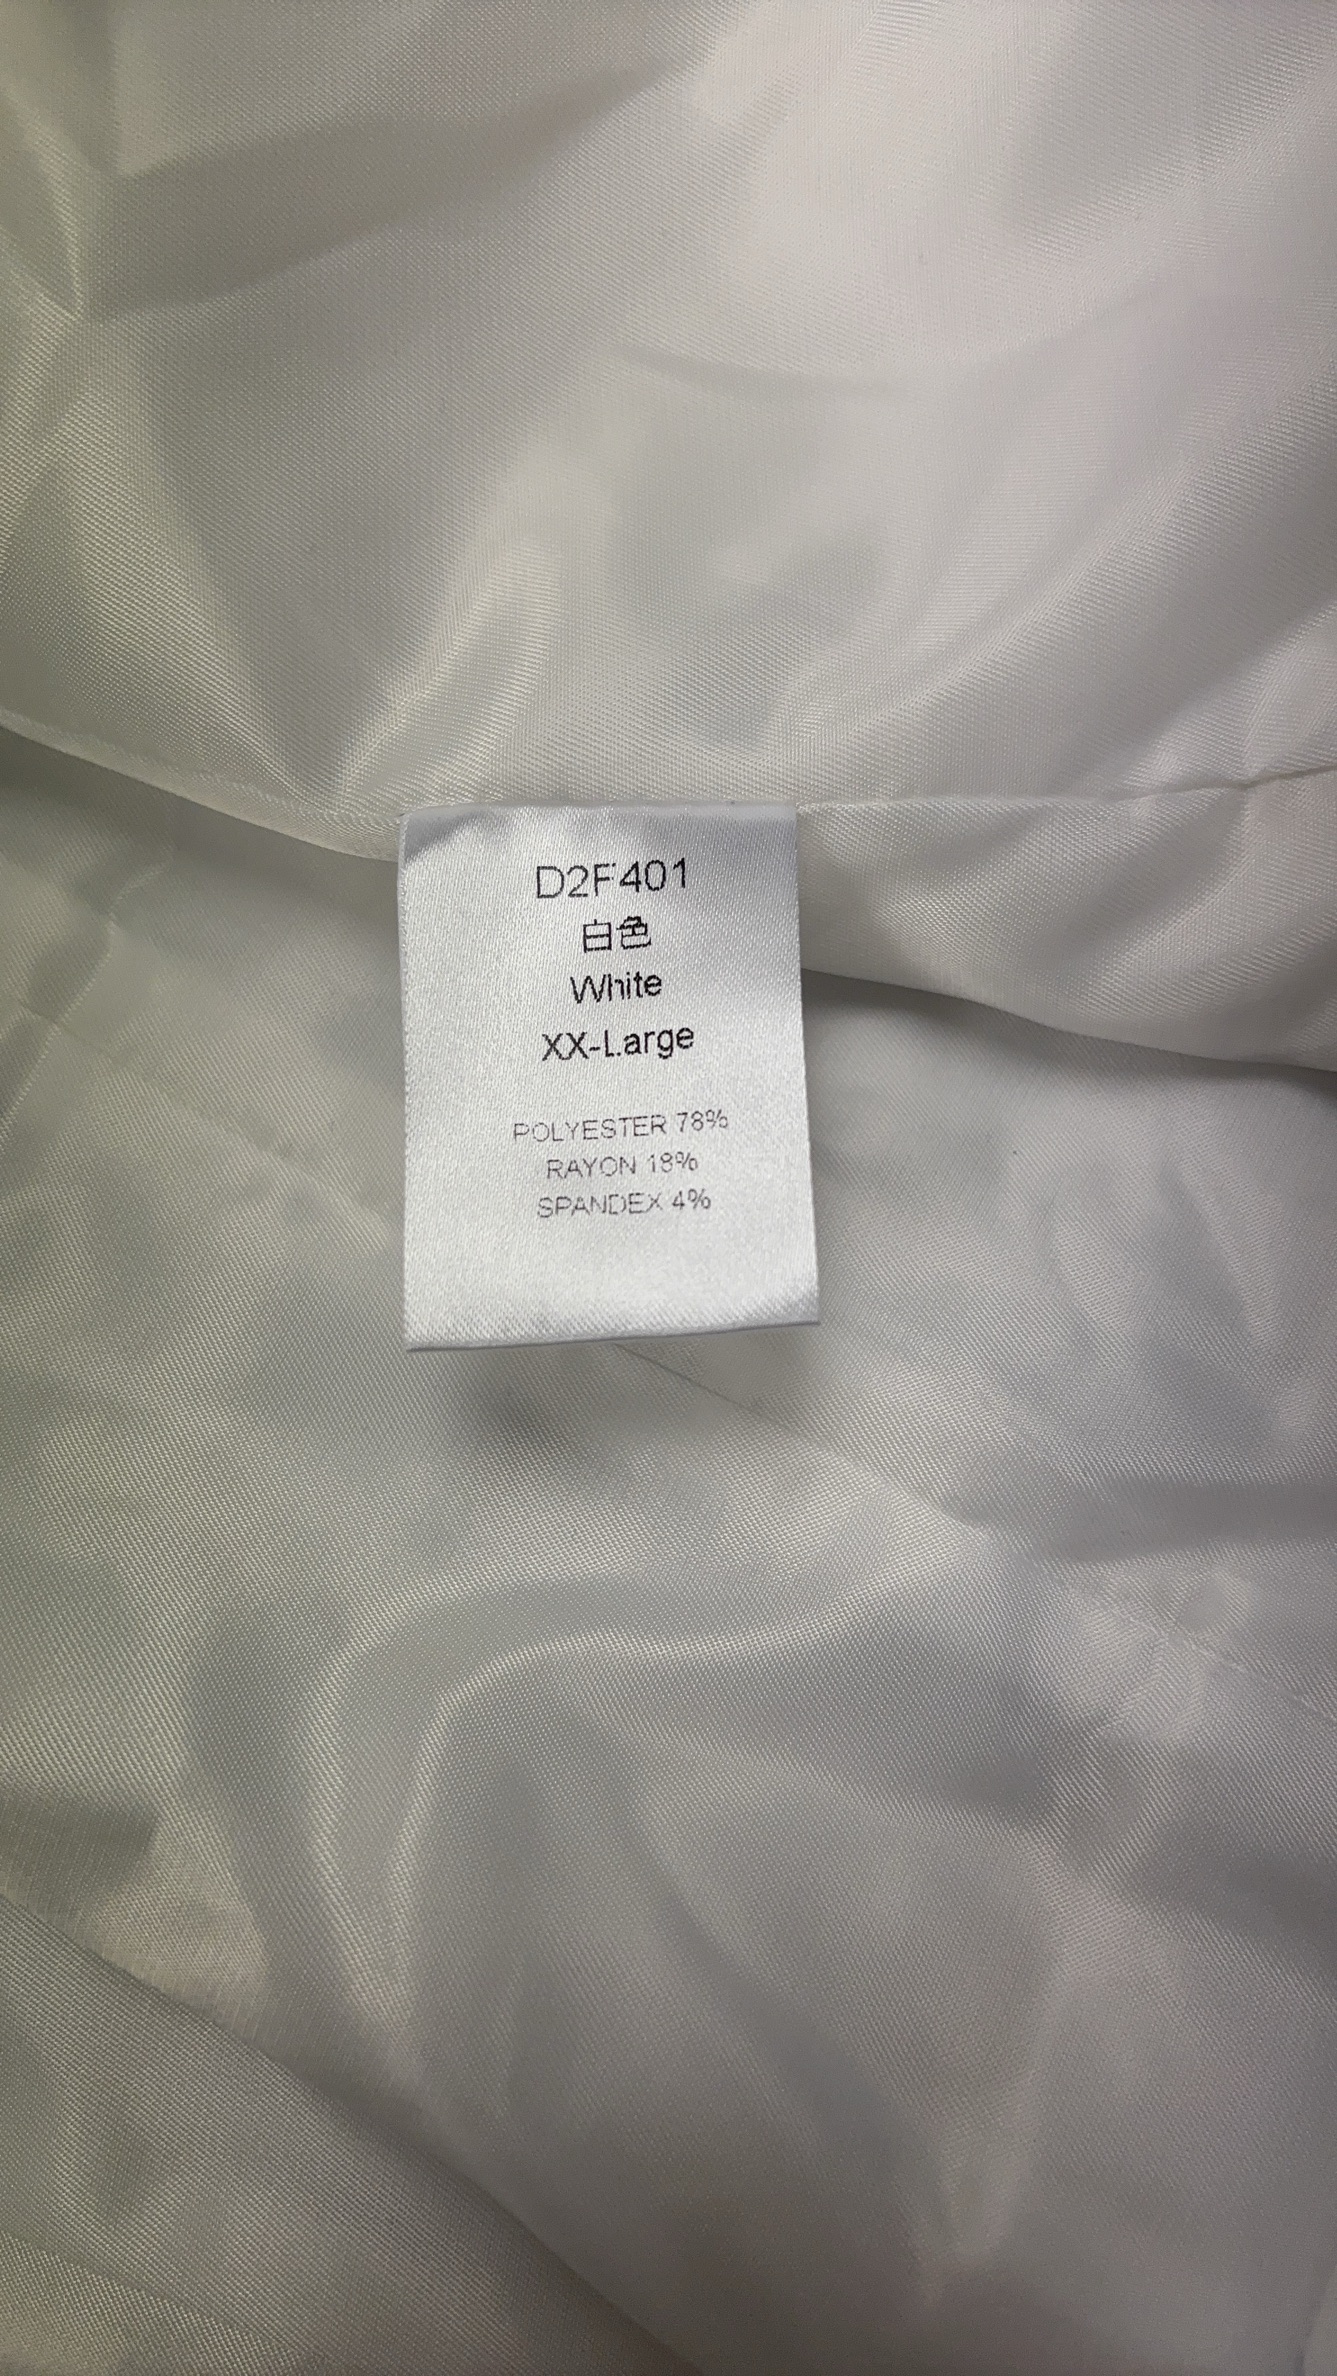 D2F401
白色
White
XX-Large
POLYESTER 78%
RAYON 18%
SPANDEX 4%